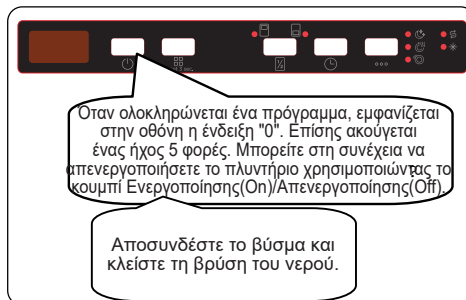 ½
Όταν ολοκληρώνεται ένα πρόγραμμα, εμφανίζεται
στην οθόνη η ένδειξη "0". Επίσης ακούγεται
ένας ήχος 5 φορές. Μπορείτε στη συνέχεια να
απενεργοποιήσετε το πλυντήριο χρησιμοποιώντας το
κουμπί Ενεργοποίησης(On)/Απενεργοποίησης(Off).
Αποσυνδέστε το βύσμα και
κλείστε τη βρύση του νερού.